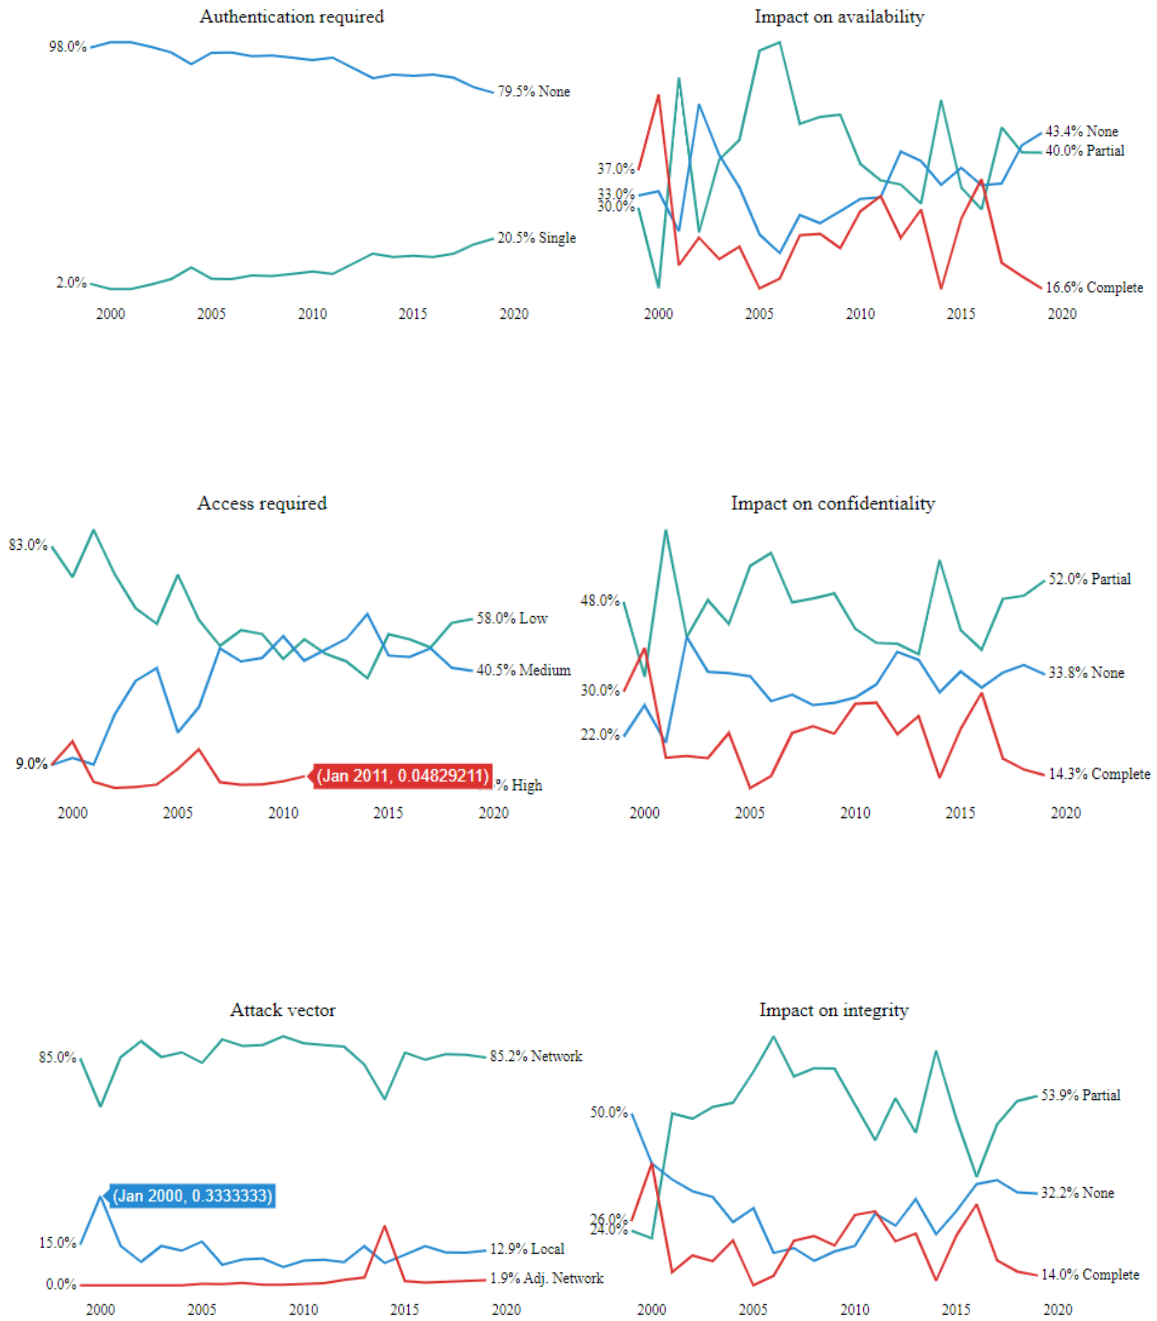 Authentication required
98.0%
79.5% None
20.5% Single
2.0%
2000 2005 2010 2015 2020
Impact on availability
37.0%
33.0%
30.0%
43.4% None
40.0% Partial
16.6% Complete
2000 2005 2010 2015 2020
Access required
83.0%
58.0% Low
40.5% Medium
9.0%
(Jan 2011, 0.04829211)
% High
2000 2005 2010 2015 2020
Impact on confidentiality
48.0%
30.0%
22.0%
52.0% Partial
33.8% None
14.3% Complete
2000 2005 2010 2015 2020
Attack vector
85.0%
85.2% Network
(Jan 2000, 0.3333333)
15.0%
12.9% Local
0.0%
1.9% Adj. Network
2000 2005 2010 2015 2020
Impact on integrity
50.0%
26.0%
24.0%
53.9% Partial
32.2% None
14.0% Complete
2000 2005 2010 2015 2020